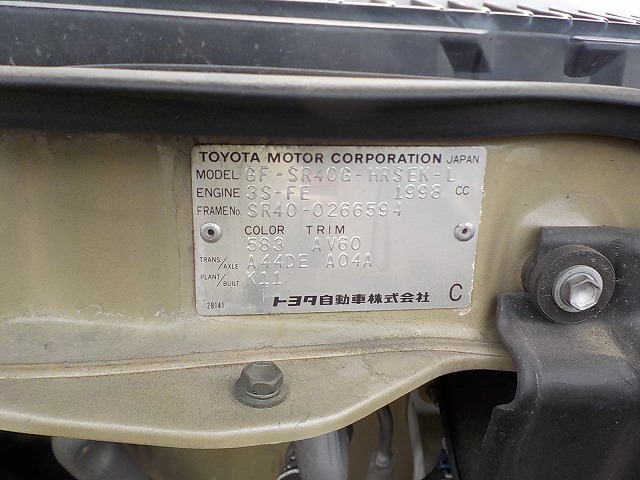 TOYOTA MOTOR CORPORATION JAPAN
MODEL GF-SR40G-HRSEK-L
ENGINE 3S-FE 1998 CC
FRAME No. SR40-0266594
COLOR TRIM
583 AV60
TRANS/AXLE A44DE A04A
PLANT/BUILT K11
28141 トヨタ自動車株式会社 C